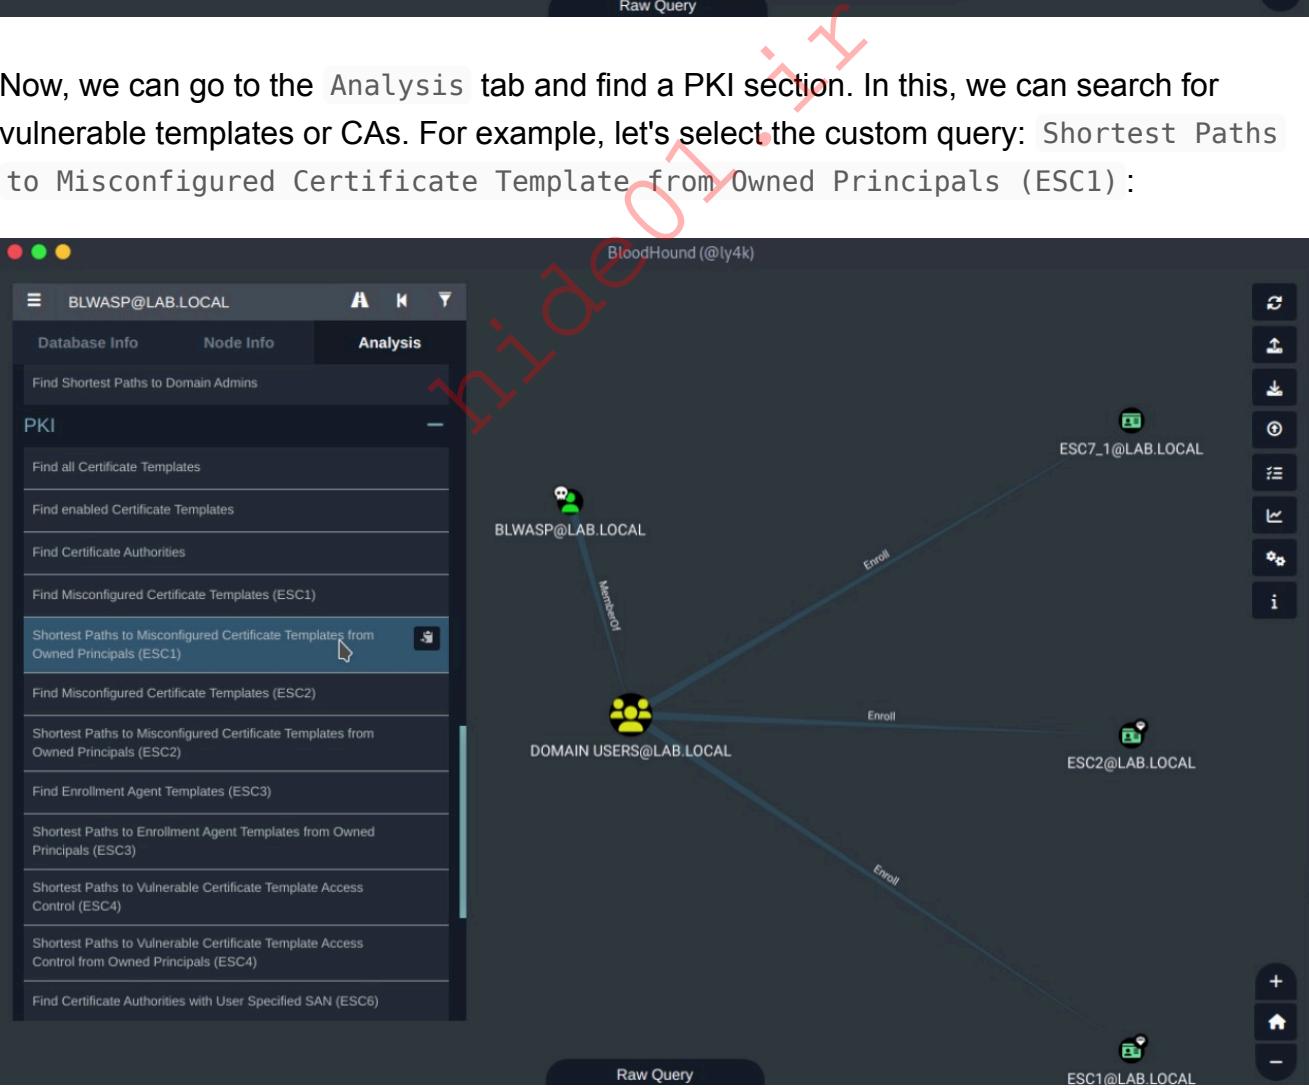 Raw Query
Now, we can go to the Analysis tab and find a PKI section. In this, we can search for
vulnerable templates or CAs. For example, let's select the custom query: Shortest Paths
to Misconfigured Certificate Template from Owned Principals (ESC1):
BloodHound (@ly4k)
BLWASP@LAB.LOCAL
Database Info Node Info Analysis
Find Shortest Paths to Domain Admins
PKI
Find all Certificate Templates
Find enabled Certificate Templates
Find Certificate Authorities
Find Misconfigured Certificate Templates (ESC1)
Shortest Paths to Misconfigured Certificate Templates from
Owned Principals (ESC1)
Find Misconfigured Certificate Templates (ESC2)
Shortest Paths to Misconfigured Certificate Templates from
Owned Principals (ESC2)
Find Enrollment Agent Templates (ESC3)
Shortest Paths to Enrollment Agent Templates from Owned
Principals (ESC3)
Shortest Paths to Vulnerable Certificate Template Access
Control (ESC4)
Shortest Paths to Vulnerable Certificate Template Access
Control from Owned Principals (ESC4)
Find Certificate Authorities with User Specified SAN (ESC6)
ESC7_1@LAB.LOCAL
BLWASP@LAB.LOCAL
Enroll
MemberOf
Enroll
DOMAIN USERS@LAB.LOCAL
ESC2@LAB.LOCAL
Enroll
ESC1@LAB.LOCAL
Raw Query
hide01.ir